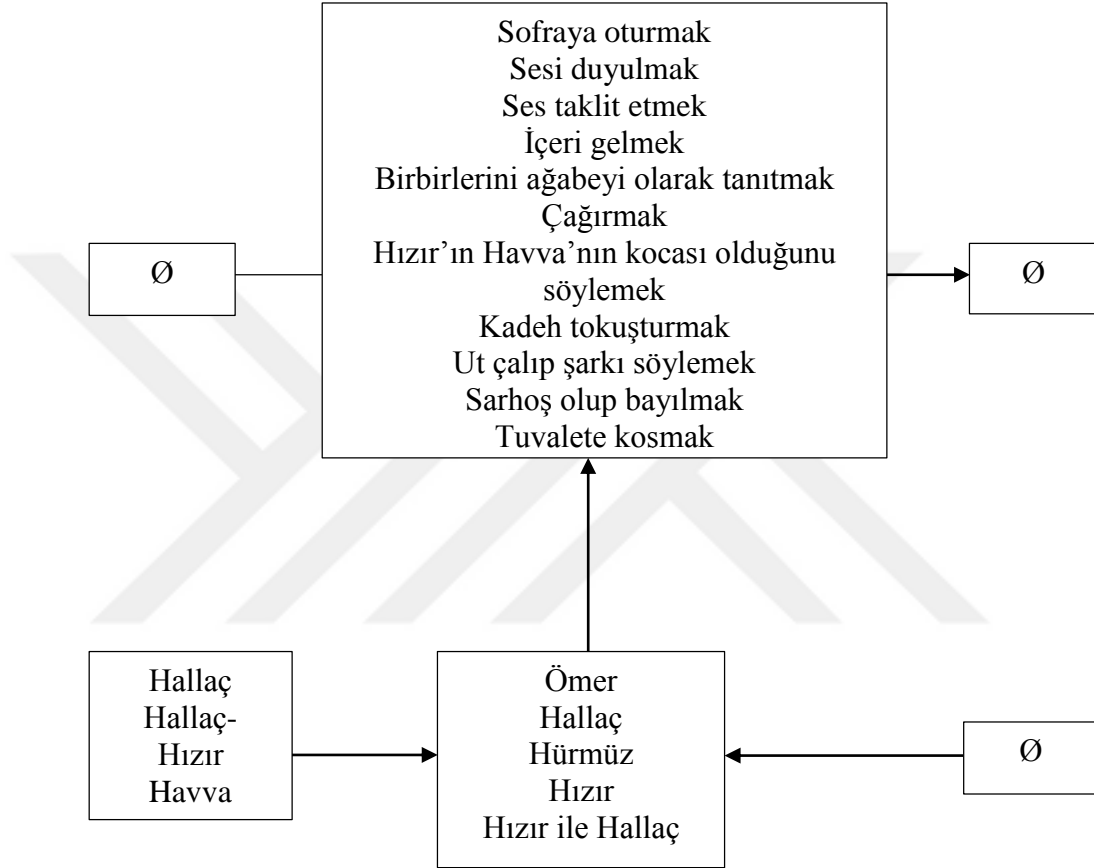 Sofraya oturmak
Sesi duyulmak
Ses taklit etmek
İçeri gelmek
Birbirlerini ağabeyi olarak tanıtmak
Çağırmak
Hızır’ın Havva’nın kocası olduğunu
söylemek
Kadeh tokuşturmak
Ut çalıp şarkı söylemek
Sarhoş olup bayılmak
Tuvalete kosmak
Ø
Ø
Hallaç
Hallaç-
Hızır
Havva
Ömer
Hallaç
Hürmüz
Hızır
Hızır ile Hallaç
Ø